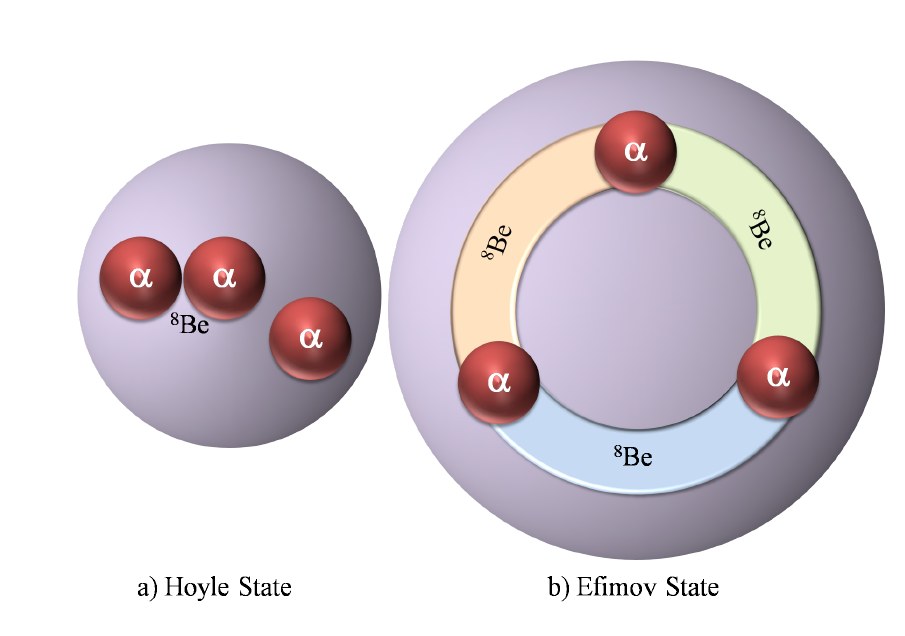 α α
⁸Be
α
α
⁸Be
⁸Be
α
α
⁸Be
a) Hoyle State
b) Efimov State